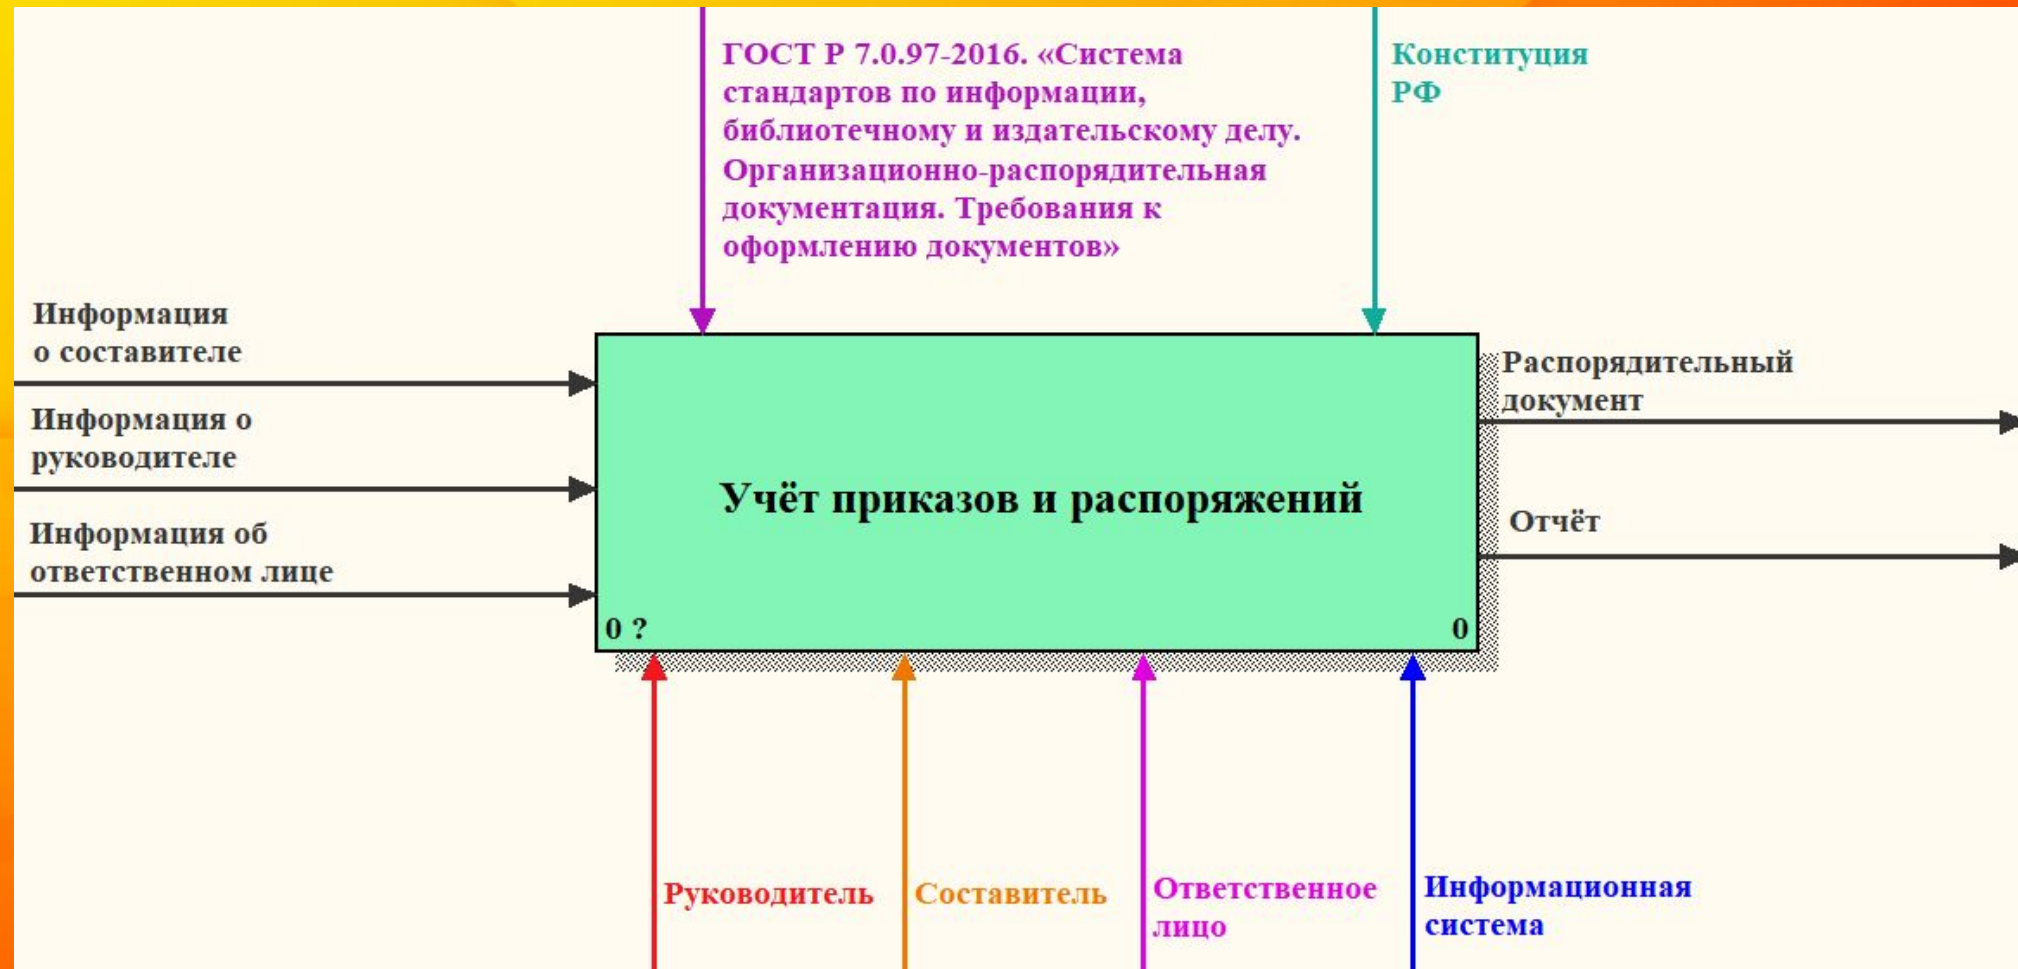 ГОСТ Р 7.0.97-2016. «Система
стандартов по информации,
библиотечному и издательскому делу.
Организационно-распорядительная
документация. Требования к
оформлению документов»
Конституция
РФ
Информация
о составителе
Информация о
руководителе
Информация об
ответственном лице
Учёт приказов и распоряжений
0 ?
0
Распорядительный
документ
Отчёт
Руководитель
Составитель
Ответственное
лицо
Информационная
система